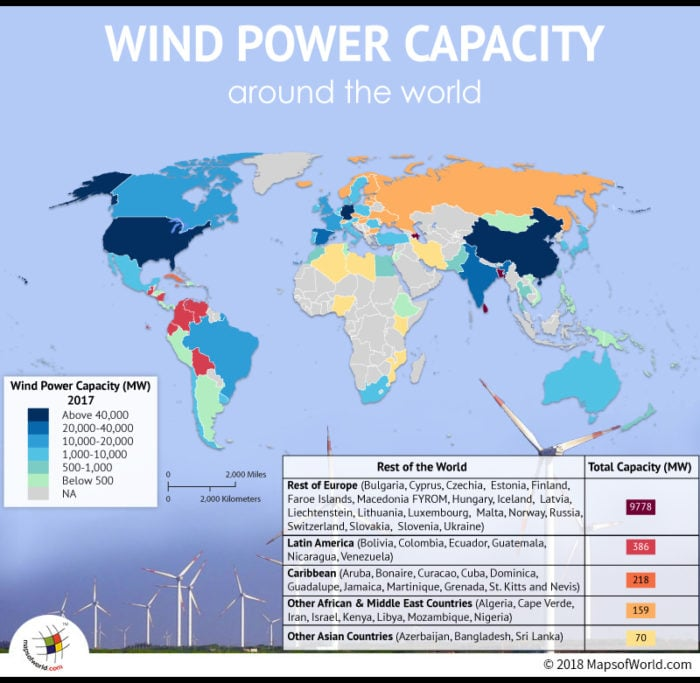 WIND POWER CAPACITY
around the world
Wind Power Capacity (MW)
2017
Above 40,000
20,000-40,000
10,000-20,000
1,000-10,000
500-1,000
Below 500
NA
0 2,000 Miles
0 2,000 Kilometers
Rest of the World Total Capacity (MW)
Rest of Europe (Bulgaria, Cyprus, Czechia, Estonia, Finland,
Faroe Islands, Macedonia FYROM, Hungary, Iceland, Latvia,
Liechtenstein, Lithuania, Luxembourg, Malta, Norway, Russia,
Switzerland, Slovakia, Slovenia, Ukraine)
9778
Latin America (Bolivia, Colombia, Ecuador, Guatemala,
Nicaragua, Venezuela)
386
Caribbean (Aruba, Bonaire, Curacao, Cuba, Dominica,
Guadalupe, Jamaica, Martinique, Grenada, St. Kitts and Nevis)
218
Other African & Middle East Countries (Algeria, Cape Verde,
Iran, Israel, Kenya, Libya, Mozambique, Nigeria)
159
Other Asian Countries (Azerbaijan, Bangladesh, Sri Lanka)
70
mapsofworld.com
TM
© 2018 MapsofWorld.com